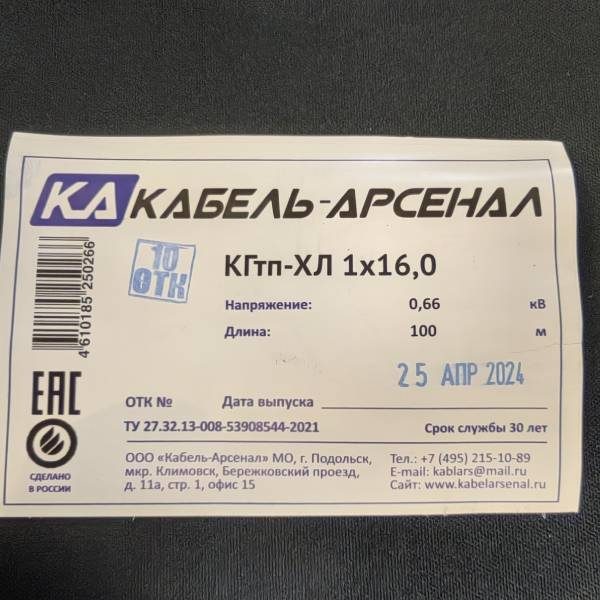 КА КАБЕЛЬ-АРСЕНАЛ
10
ОТК
КГтп-ХЛ 1х16,0
4 610185 250266
Напряжение: 0,66 кВ
Длина: 100 м
25 АПР 2024
ЕАС
ОТК № Дата выпуска
ТУ 27.32.13-008-53908544-2021 Срок службы 30 лет
СДЕЛАНО
В РОССИИ
ООО «Кабель-Арсенал» МО, г. Подольск,
мкр. Климовск, Бережковский проезд,
д. 11а, стр. 1, офис 15
Тел.: +7 (495) 215-10-89
E-mail: kablars@mail.ru
Сайт: www.kabelarsenal.ru